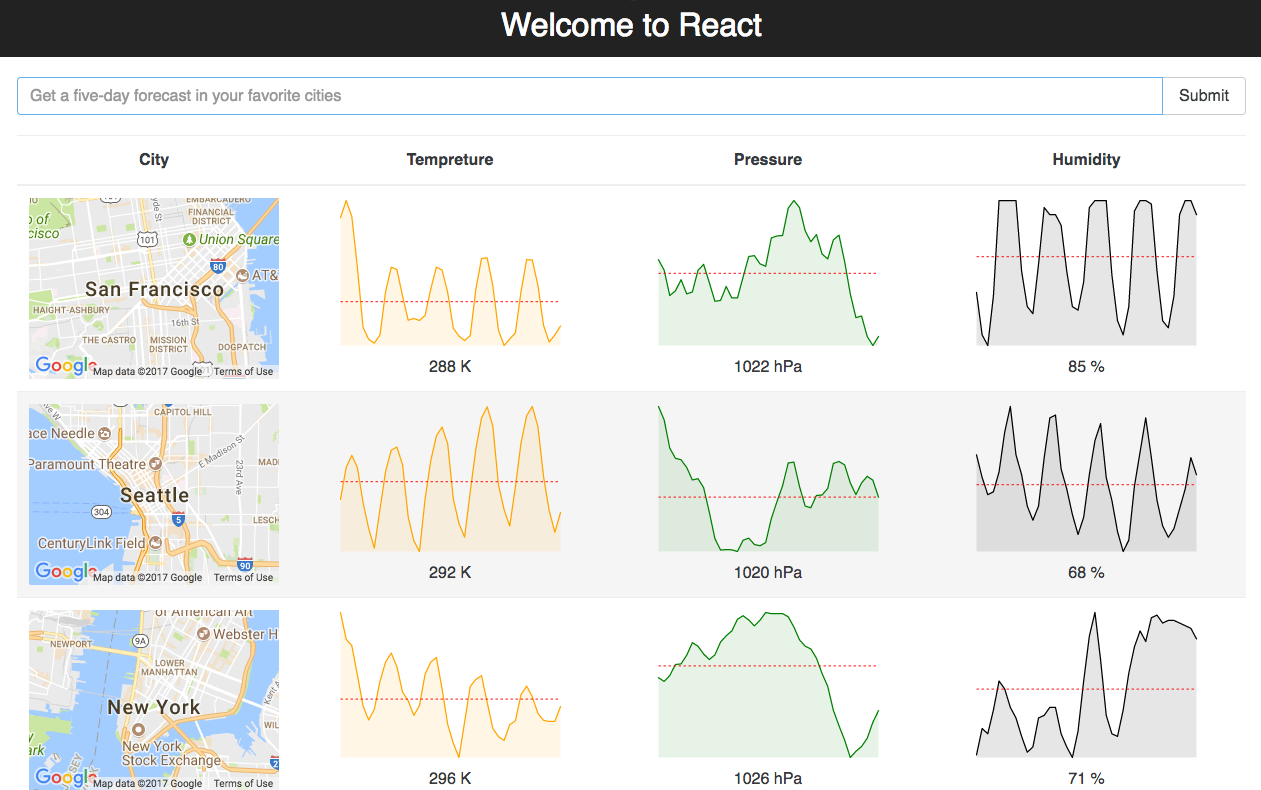 Welcome to React
Get a five-day forecast in your favorite cities
Submit
City Tempreture Pressure Humidity
EMBARCADERO
FINANCIAL
DISTRICT
101
Union Square
80
AT&
San Francisco
HAIGHT-ASHBURY
16th St
THE CASTRO
MISSION
DISTRICT
DOGPATCH
Google
Map data ©2017 Google Terms of Use
288 K
1022 hPa
85 %
CAPITOL HILL
ace Needle
E Madison St
Paramount Theatre
23rd Ave
MAD
Seattle
304
5
LESCH
CenturyLink Field
90
Google
Map data ©2017 Google Terms of Use
292 K
1020 hPa
68 %
of American Art
Webster H
9A
NEWPORT
LOWER
MANHATTAN
Kent A
New York
WIL
New York
Stock Exchange
Google
Map data ©2017 Google Terms of Use
296 K
1026 hPa
71 %